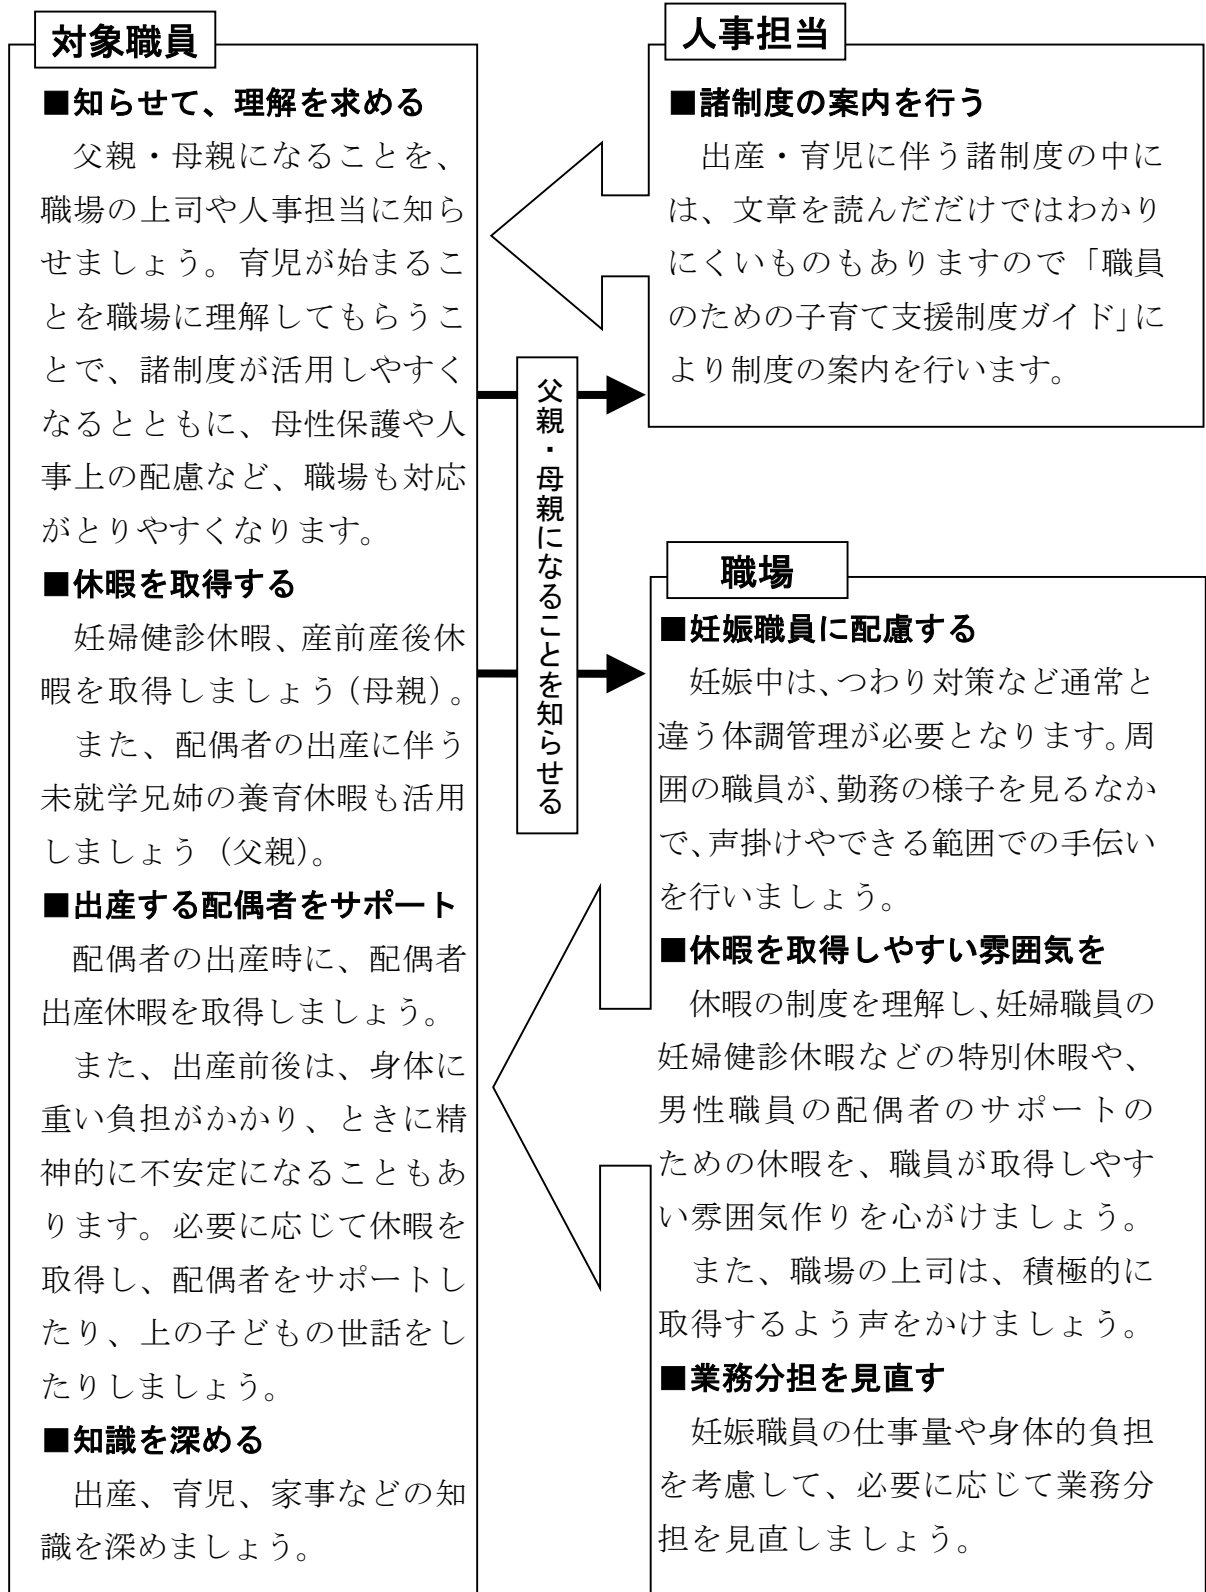 対象職員
■知らせて、理解を求める
父親・母親になることを、
職場の上司や人事担当に知ら
せましょう。育児が始まるこ
とを職場に理解してもらうこ
とで、諸制度が活用しやすく
なるとともに、母性保護や人
事上の配慮など、職場も対応
がとりやすくなります。
■休暇を取得する
妊婦健診休暇、産前産後休
暇を取得しましょう（母親）。
また、配偶者の出産に伴う
未就学兄姉の養育休暇も活用
しましょう（父親）。
■出産する配偶者をサポート
配偶者の出産時に、配偶者
出産休暇を取得しましょう。
また、出産前後は、身体に
重い負担がかかり、ときに精
神的に不安定になることもあ
ります。必要に応じて休暇を
取得し、配偶者をサポートし
たり、上の子どもの世話をし
たりしましょう。
■知識を深める
出産、育児、家事などの知
識を深めましょう。
父親・母親になることを知らせる
人事担当
■諸制度の案内を行う
出産・育児に伴う諸制度の中に
は、文章を読んだだけではわかり
にくいものもありますので「職員
のための子育て支援制度ガイド」に
より制度の案内を行います。
職場
■妊娠職員に配慮する
妊娠中は、つわり対策など通常と
違う体調管理が必要となります。周
囲の職員が、勤務の様子を見るなか
で、声掛けやできる範囲での手伝い
を行いましょう。
■休暇を取得しやすい雰囲気を
休暇の制度を理解し、妊婦職員の
妊婦健診休暇などの特別休暇や、
男性職員の配偶者のサポートの
ための休暇を、職員が取得しやす
い雰囲気作りを心がけましょう。
また、職場の上司は、積極的に
取得するよう声をかけましょう。
■業務分担を見直す
妊娠職員の仕事量や身体的負担
を考慮して、必要に応じて業務分
担を見直しましょう。